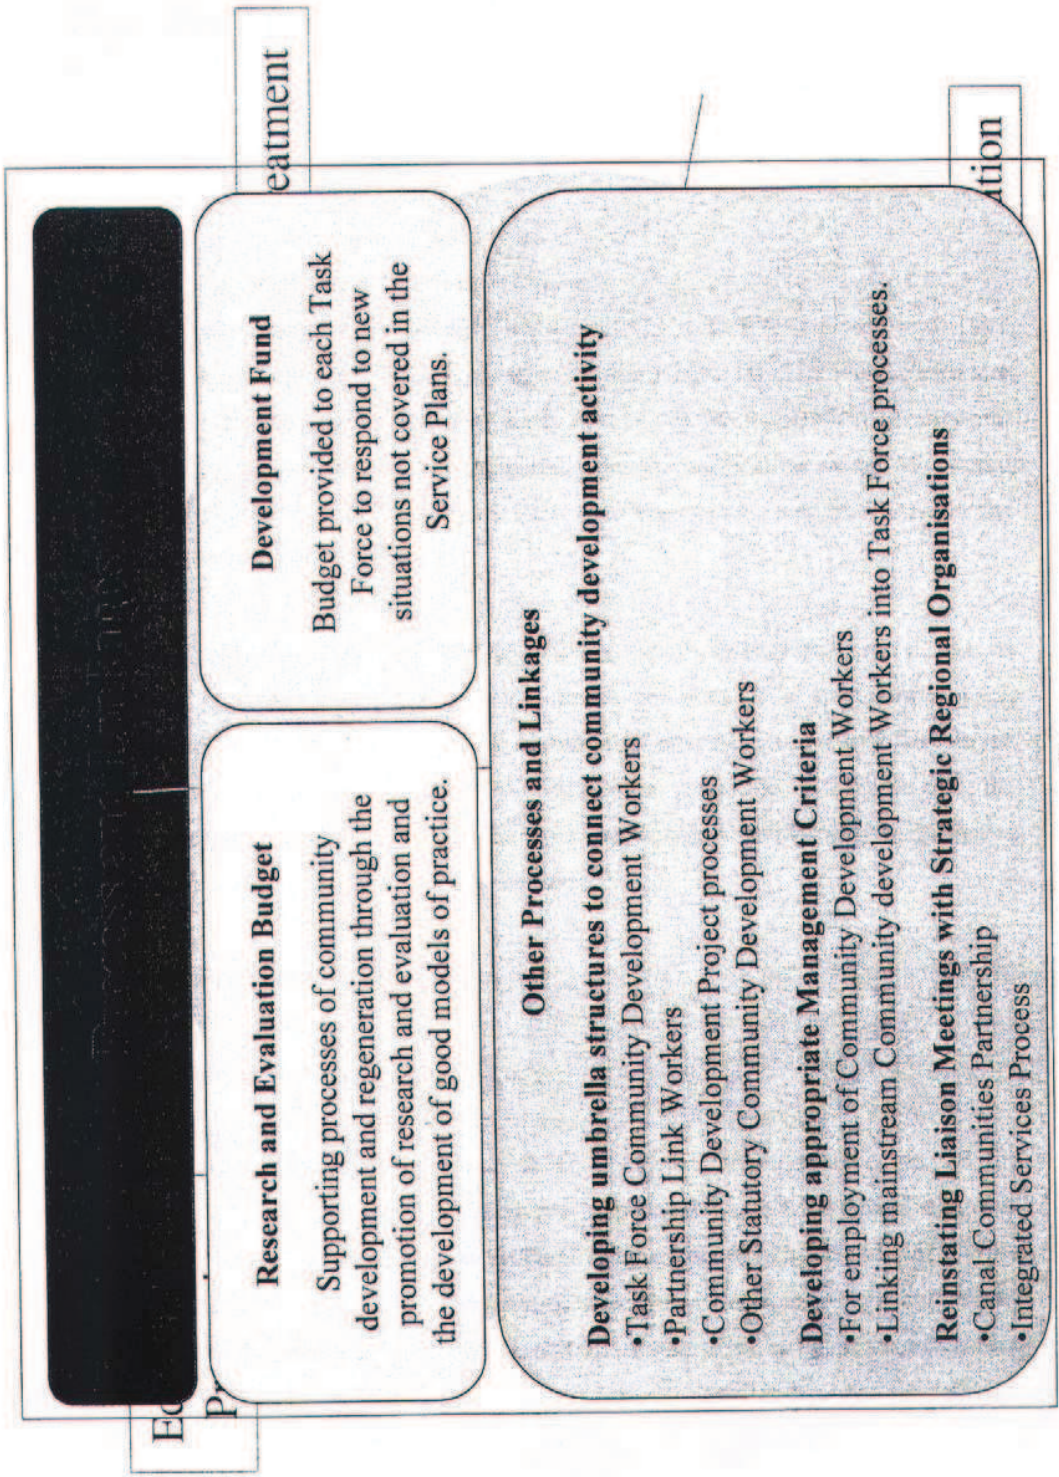 eatment
Research and Evaluation Budget
Supporting processes of community
development and regeneration through the
promotion of research and evaluation and
the development of good models of practice.
Development Fund
Budget provided to each Task
Force to respond to new
situations not covered in the
Service Plans.
Other Processes and Linkages
Developing umbrella structures to connect community development activity
•Task Force Community Development Workers
•Partnership Link Workers
•Community Development Project processes
•Other Statutory Community Development Workers
Developing appropriate Management Criteria
•For employment of Community Development Workers
•Linking mainstream Community development Workers into Task Force processes.
Reinstating Liaison Meetings with Strategic Regional Organisations
•Canal Communities Partnership
•Integrated Services Process